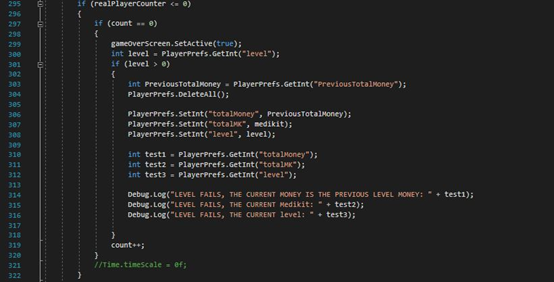 295 if (realPlayerCounter <= 0)
296 {
297 if (count == 0)
298 {
299 gameOverScreen.SetActive(true);
300 int level = PlayerPrefs.GetInt("level");
301 if (level > 0)
302 {
303 int PreviousTotalMoney = PlayerPrefs.GetInt("PreviousTotalMoney");
304 PlayerPrefs.DeleteAll();
305
306 PlayerPrefs.SetInt("totalMoney", PreviousTotalMoney);
307 PlayerPrefs.SetInt("totalMK", medikit);
308 PlayerPrefs.SetInt("level", level);
309
310 int test1 = PlayerPrefs.GetInt("totalMoney");
311 int test2 = PlayerPrefs.GetInt("totalMK");
312 int test3 = PlayerPrefs.GetInt("level");
313
314 Debug.Log("LEVEL FAILS, THE CURRENT MONEY IS THE PREVIOUS LEVEL MONEY: " + test1);
315 Debug.Log("LEVEL FAILS, THE CURRENT Medikit: " + test2);
316 Debug.Log("LEVEL FAILS, THE CURRENT level: " + test3);
317
318 }
319 count++;
320 }
321 //Time.timeScale = 0f;
322 }